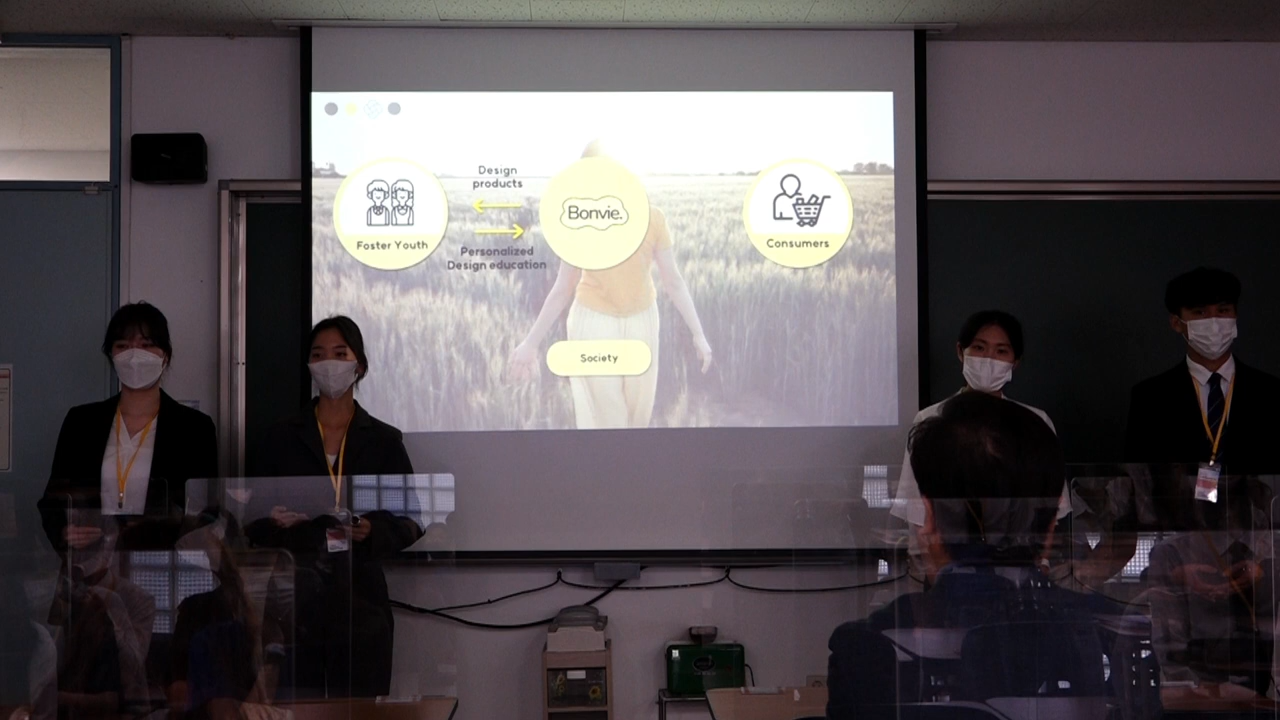 Design
products
Foster Youth
Bonvie.
Consumers
Personalized
Design education
Society